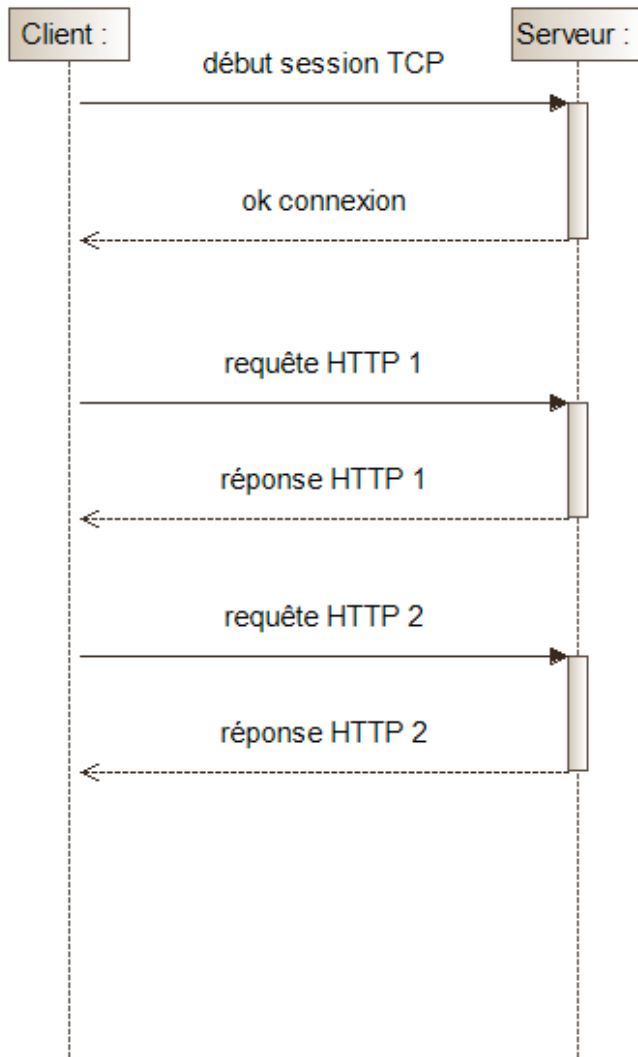 Client :
Serveur :
début session TCP
ok connexion
requête HTTP 1
réponse HTTP 1
requête HTTP 2
réponse HTTP 2